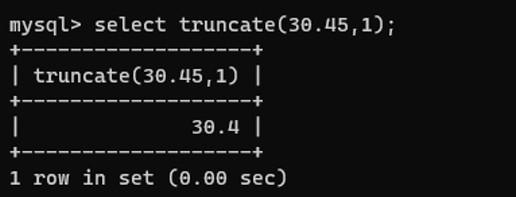 mysql> select truncate(30.45,1);
+-------------------+
| truncate(30.45,1) |
+-------------------+
|              30.4 |
+-------------------+
1 row in set (0.00 sec)